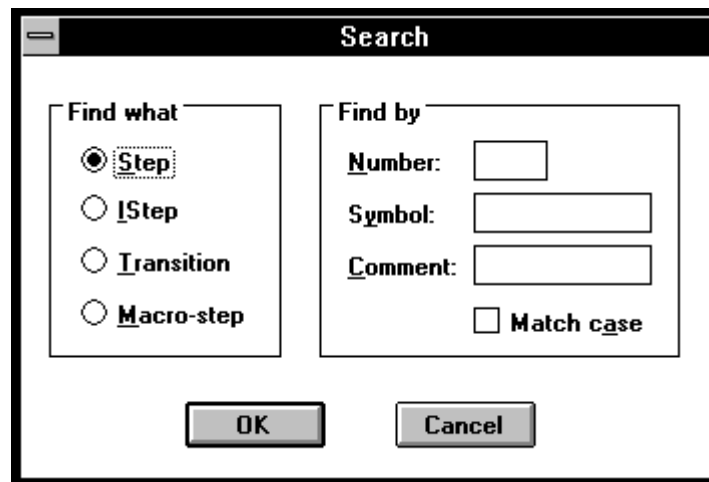 Search
Find what
Step
IStep
Transition
Macro-step
Find by
Number:
Symbol:
Comment:
Match case
OK
Cancel